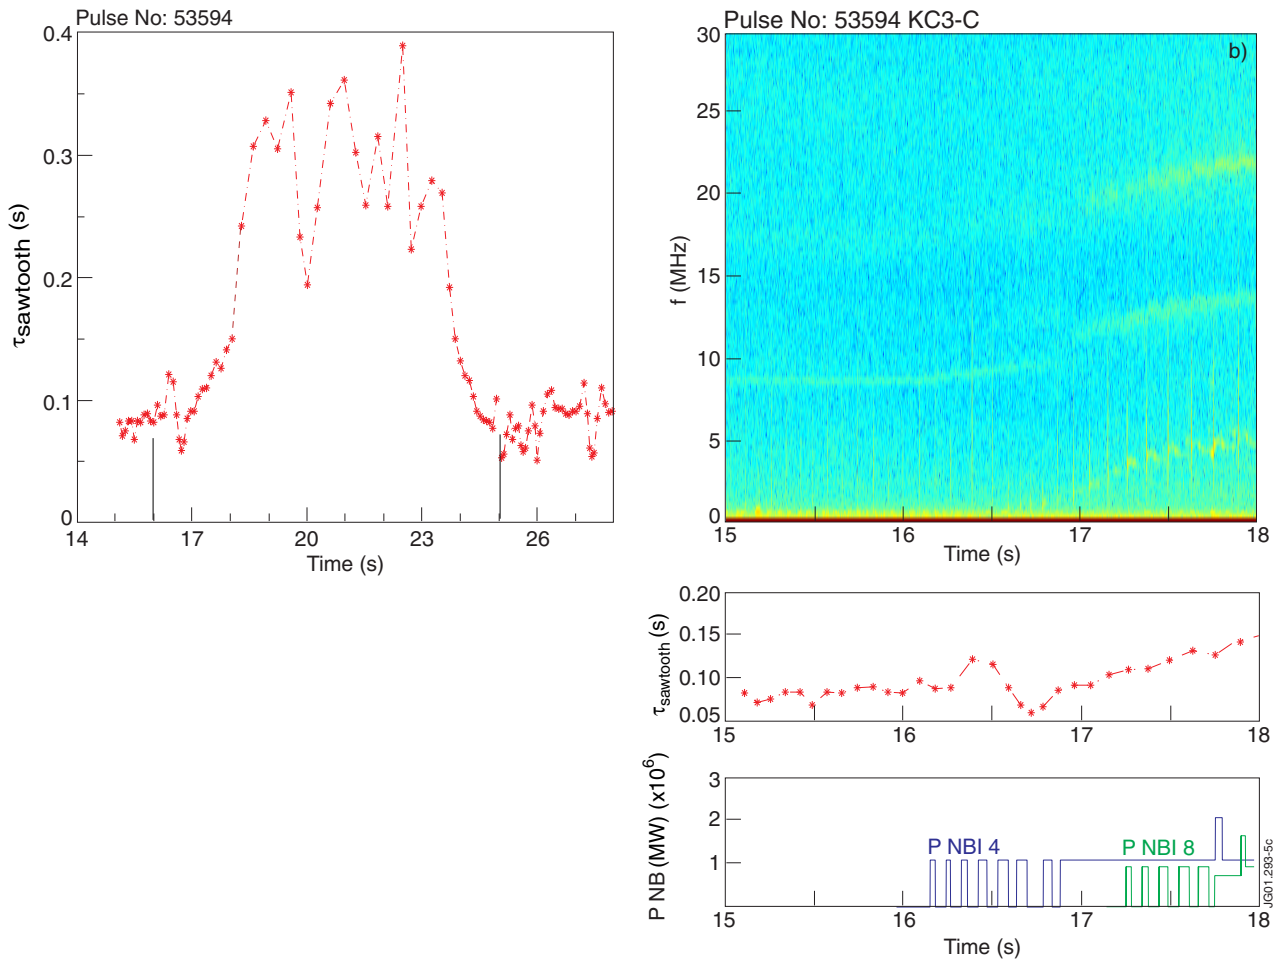 Pulse No: 53594
0.4
0.3
0.2
0.1
0
τsawtooth (s)
14
17
20
23
26
Time (s)
Pulse No: 53594 KC3-C
b)
30
25
20
15
10
5
0
f (MHz)
15
16
17
18
Time (s)
0.20
0.15
0.10
0.05
τsawtooth (s)
15
16
17
18
3
2
1
P NB (MW) (x10⁶)
P NBI 4
P NBI 8
15
16
17
18
Time (s)
JG01.293-5c